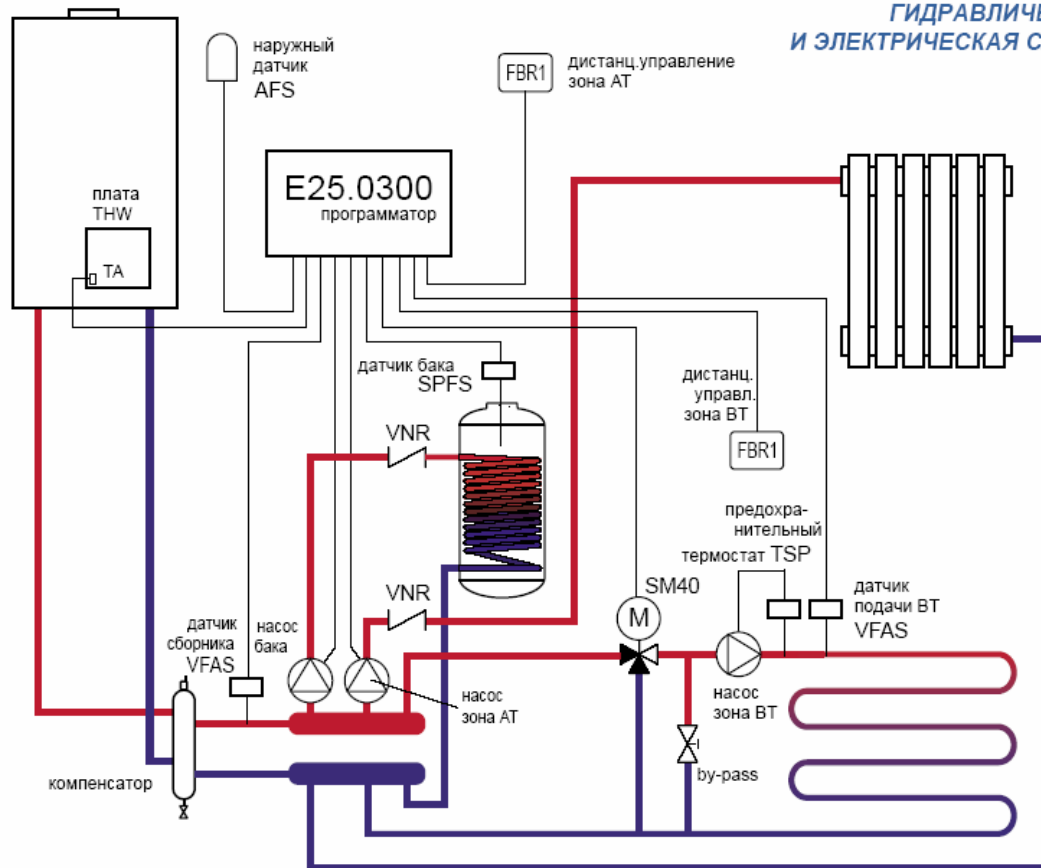 ГИДРАВЛИЧЕ
И ЭЛЕКТРИЧЕСКАЯ С
наружный
датчик
AFS
FBR1
дистанц.управление
зона АТ
E25.0300
программатор
плата
THW
TA
датчик бака
SPFS
дистанц.
управл.
зона ВТ
FBR1
VNR
предохра-
нительный
термостат TSP
VNR
SM40
M
датчик
подачи ВТ
VFAS
датчик
сборника
VFAS
насос
бака
насос
зона АТ
насос
зона ВТ
by-pass
компенсатор